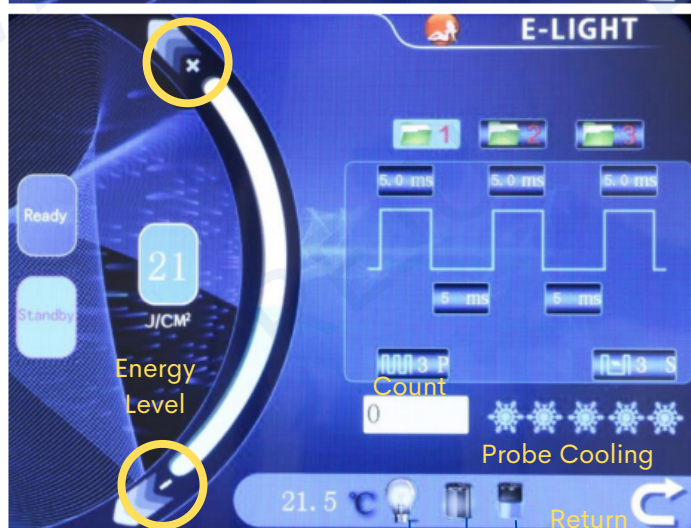 E-LIGHT
1 2 3
5.0 ms 5.0 ms 5.0 ms
Ready
21
J/CM²
Standby
5 ms 5 ms
Energy
Level
3 P 3 S
Count
0
Probe Cooling
21.5 ℃
Return